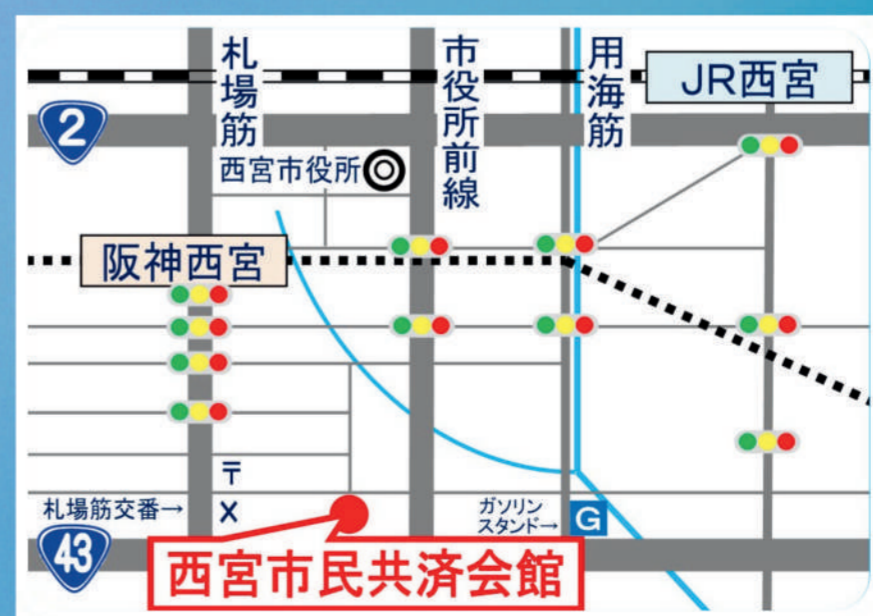 札場筋
市役所前線
用海筋
JR西宮
2
西宮市役所
阪神西宮
〒
札場筋交番→
X
ガソリン
スタンド→
G
43
西宮市民共済会館